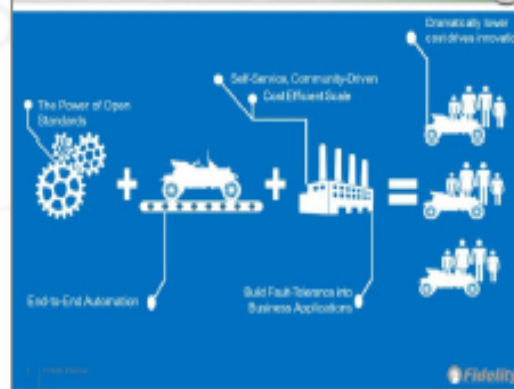 Dramatically lower
cost drives innovatio
Self-Service, Community-Driven
Cost Efficient Scale
The Power of Open
Standards
End-to-End Automation
Build Fault-Tolerance into
Business Applications
Fidelity